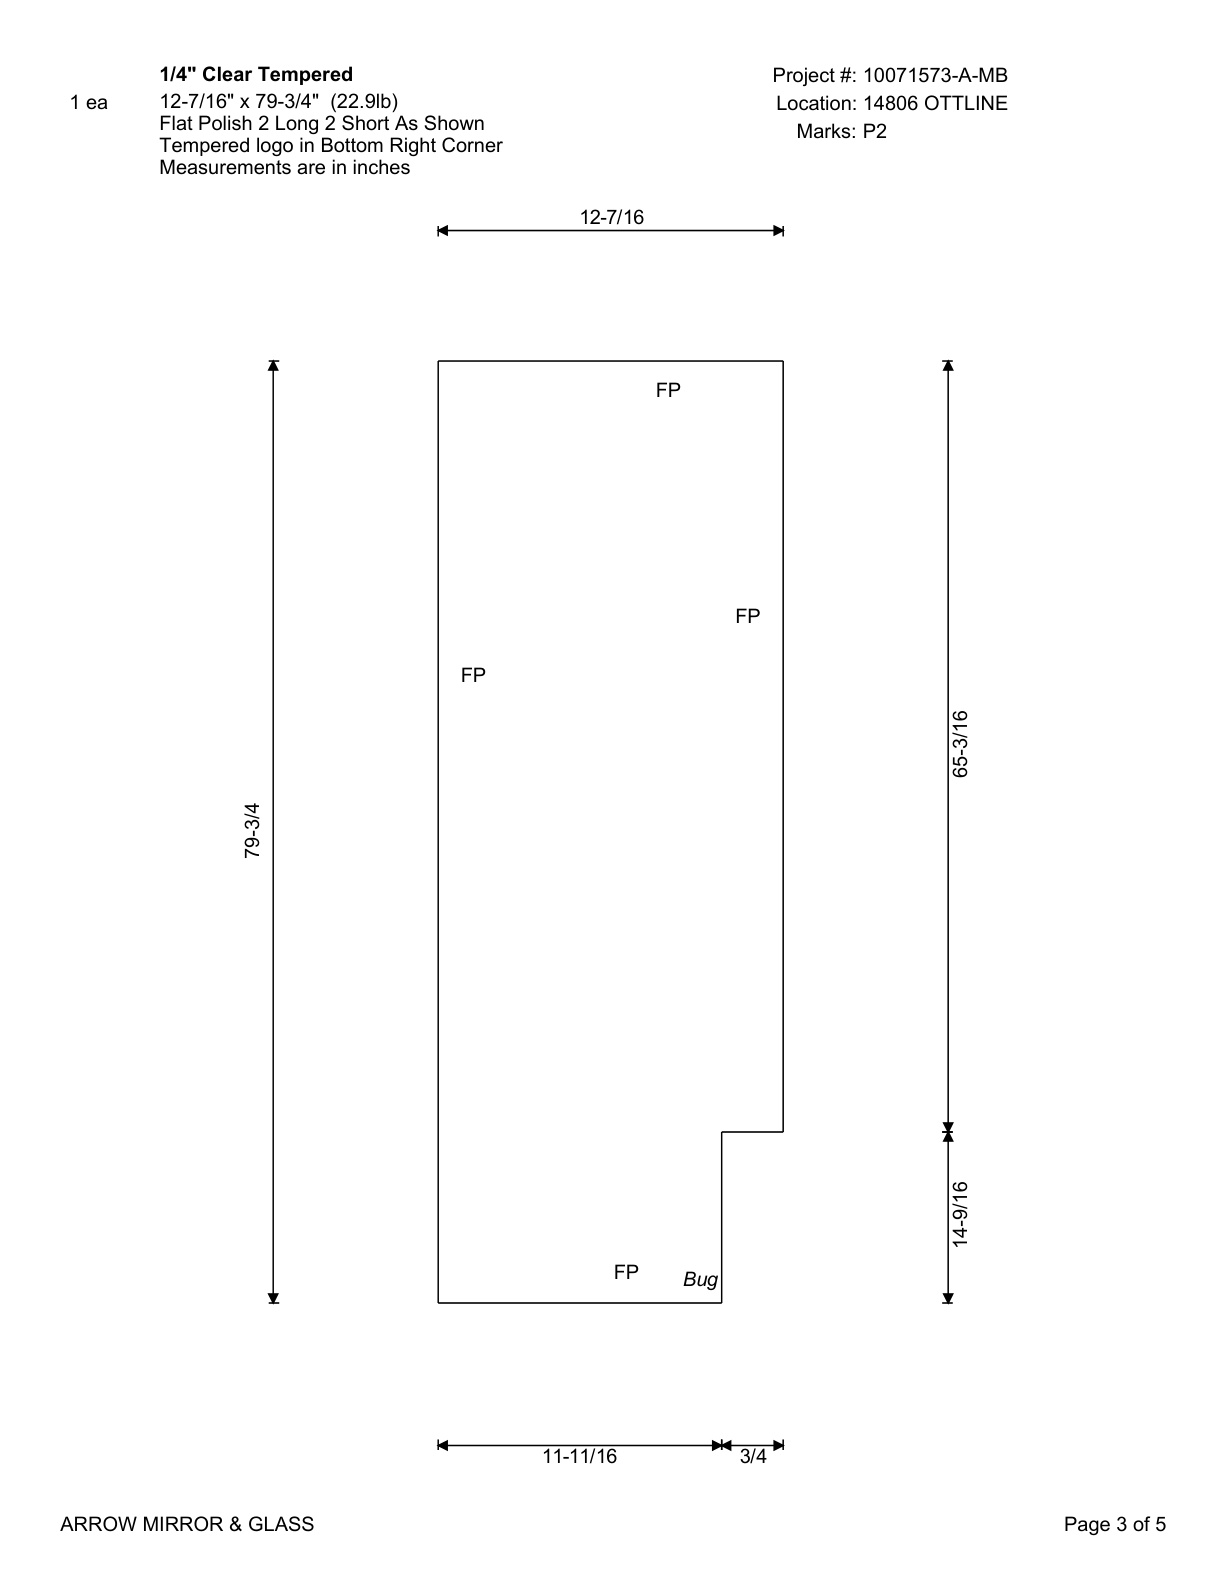 1/4" Clear Tempered
Project #: 10071573-A-MB
1 ea
12-7/16" x 79-3/4" (22.9lb)
Location: 14806 OTTLINE
Flat Polish 2 Long 2 Short As Shown
Marks: P2
Tempered logo in Bottom Right Corner
Measurements are in inches
12-7/16
FP
FP
FP
65-3/16
79-3/4
14-9/16
FP
Bug
11-11/16
3/4
ARROW MIRROR & GLASS
Page 3 of 5